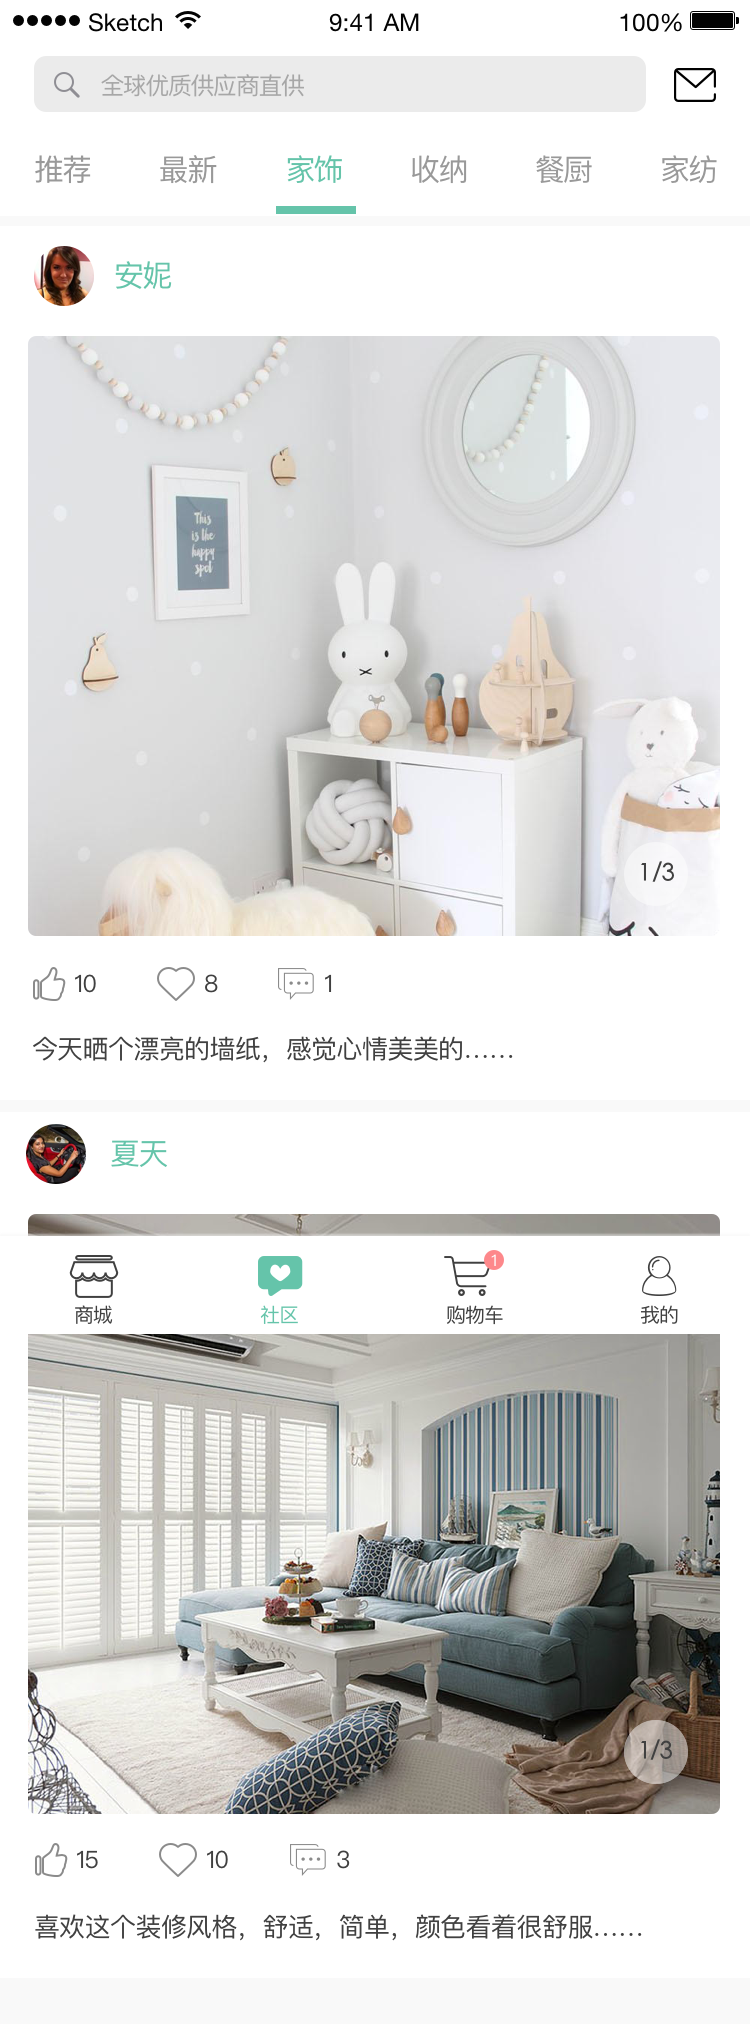 Sketch 9:41 AM 100%
全球优质供应商直供
推荐 最新 家饰 收纳 餐厨 家纺
安妮
This
is the
happy
spot
1/3
10 8 1
今天晒个漂亮的墙纸，感觉心情美美的……
夏天
1
商城 社区 购物车 我的
1/3
15 10 3
喜欢这个装修风格，舒适，简单，颜色看着很舒服……